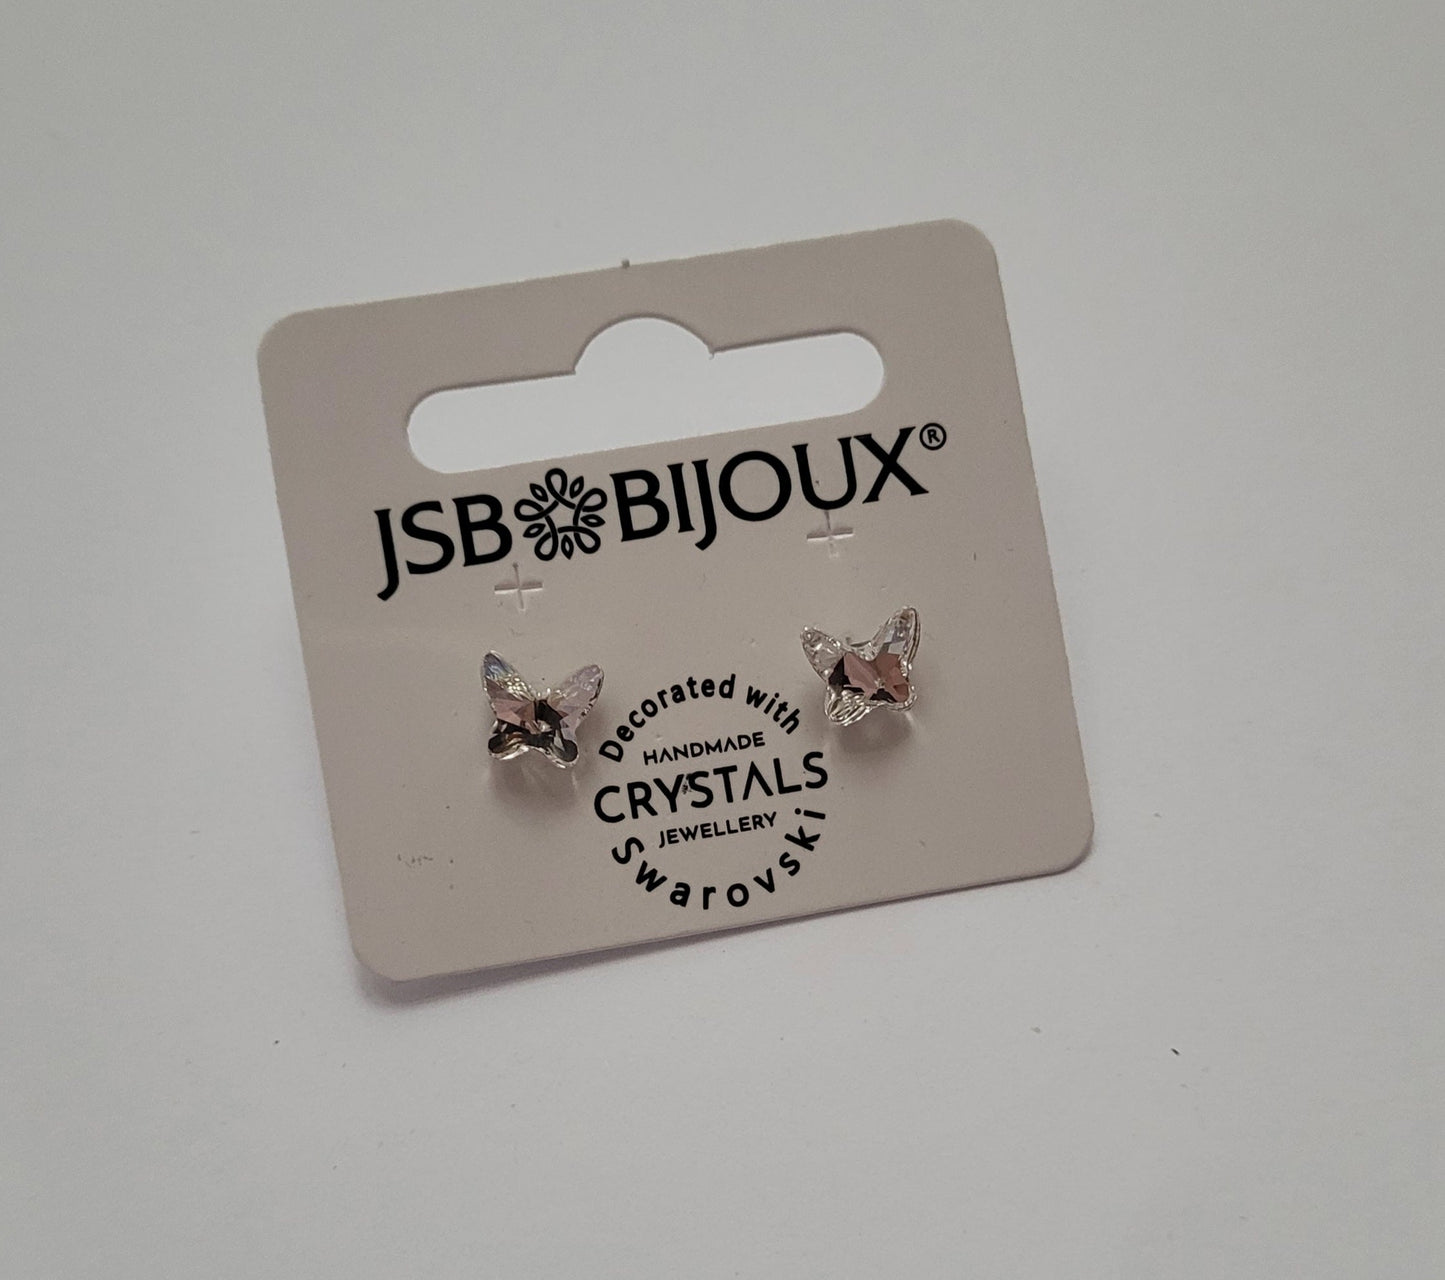 JSB BIJOUX®
Decorated with
HANDMADE
CRYSTALS
JEWELLERY
Swarovski